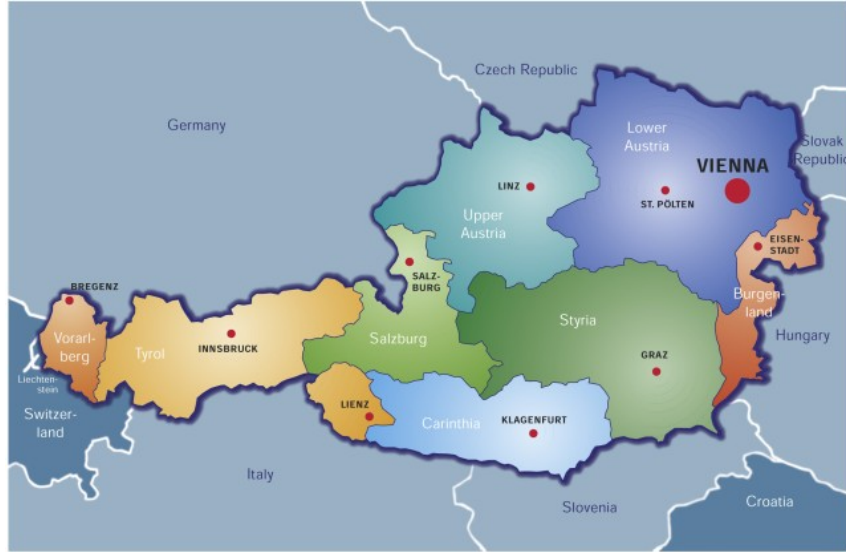 Czech Republic
Germany
Lower
Austria
Slovak
Republic
VIENNA
LINZ
ST. PÖLTEN
Upper
Austria
EISEN-
STADT
SALZ-
BURG
BREGENZ
Burgen-
land
Vorarl-
berg
Tyrol
INNSBRUCK
Salzburg
Styria
Hungary
GRAZ
Liechten-
stein
Switzer-
land
LIENZ
Carinthia
KLAGENFURT
Italy
Slovenia
Croatia